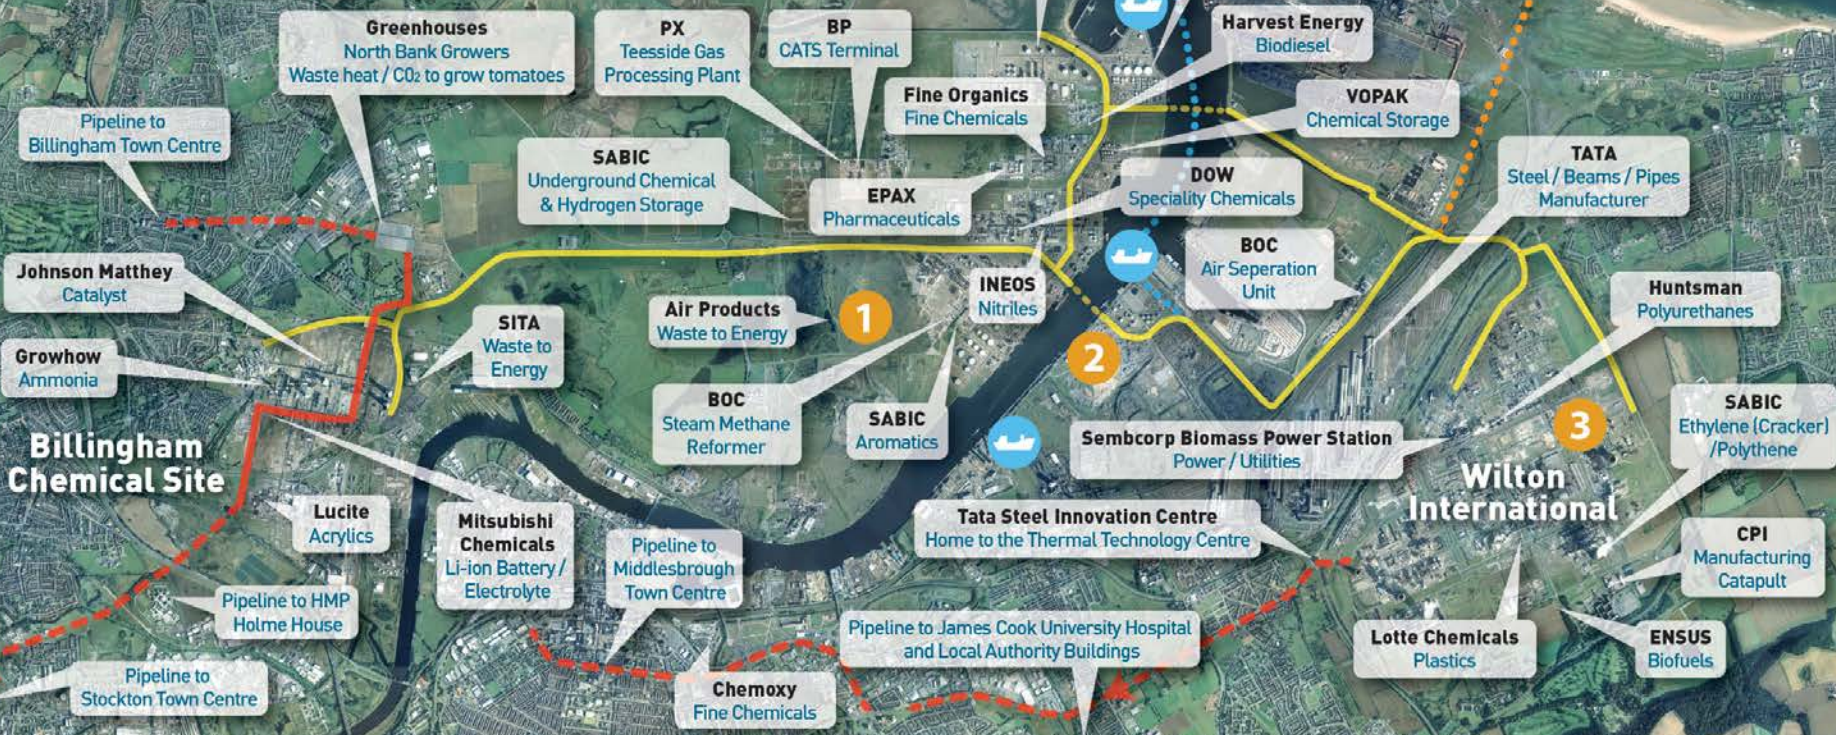 Greenhouses
North Bank Growers
Waste heat / CO2 to grow tomatoes
PX
Teesside Gas
Processing Plant
BP
CATS Terminal
Harvest Energy
Biodiesel
Fine Organics
Fine Chemicals
VOPAK
Chemical Storage
Pipeline to
Billingham Town Centre
SABIC
Underground Chemical
& Hydrogen Storage
EPAX
Pharmaceuticals
DOW
Speciality Chemicals
TATA
Steel / Beams / Pipes
Manufacturer
Johnson Matthey
Catalyst
BOC
Air Seperation
Unit
INEOS
Nitriles
Huntsman
Polyurethanes
Air Products
Waste to Energy
1
SITA
Waste to
Energy
Growhow
Ammonia
2
BOC
Steam Methane
Reformer
SABIC
Aromatics
SABIC
Ethylene (Cracker)
/Polythene
3
Sembcorp Biomass Power Station
Power / Utilities
Billingham
Chemical Site
Wilton
International
Lucite
Acrylics
Mitsubishi
Chemicals
Li-ion Battery /
Electrolyte
Pipeline to
Middlesbrough
Town Centre
Tata Steel Innovation Centre
Home to the Thermal Technology Centre
CPI
Manufacturing
Catapult
Pipeline to HMP
Holme House
Pipeline to James Cook University Hospital
and Local Authority Buildings
Lotte Chemicals
Plastics
ENSUS
Biofuels
Pipeline to
Stockton Town Centre
Chemoxy
Fine Chemicals